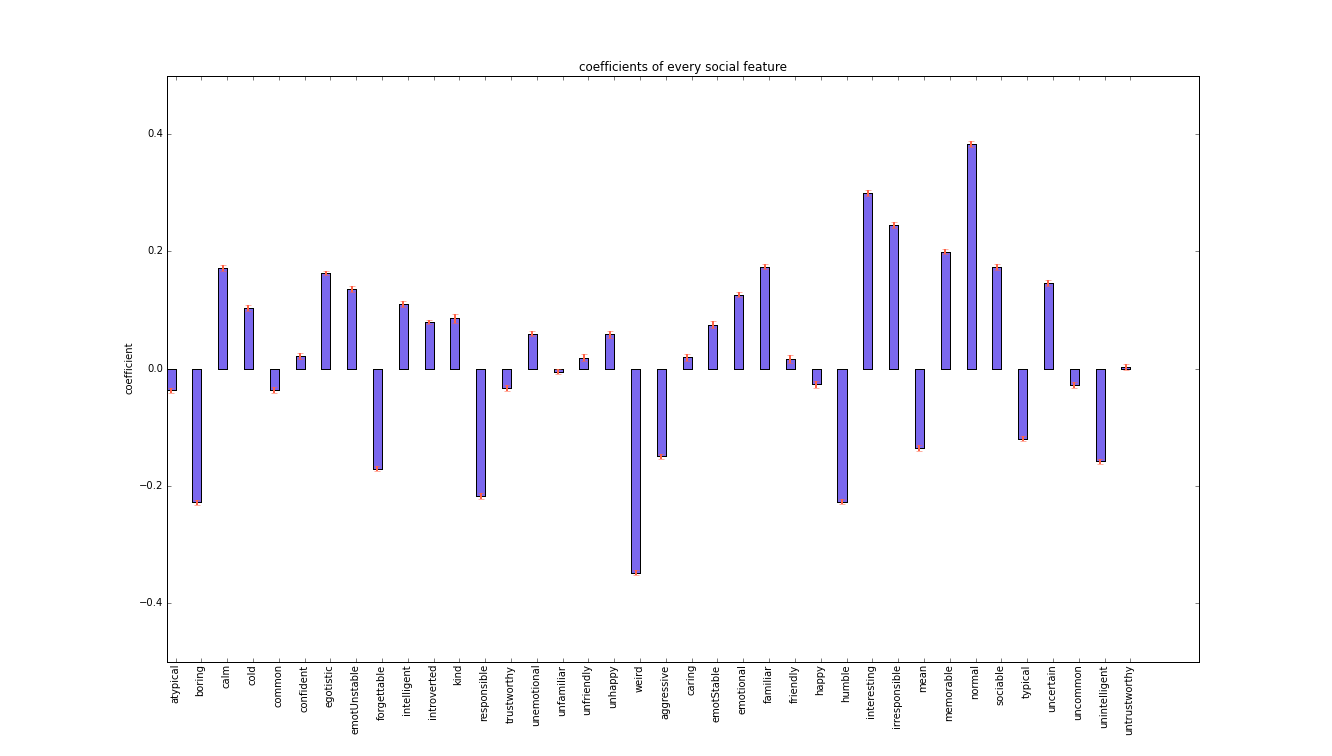 coefficients of every social feature
coefficient
0.4
0.2
0.0
−0.2
−0.4
atypical
boring
calm
cold
common
confident
egotistic
emotUnstable
forgettable
intelligent
introverted
kind
responsible
trustworthy
unemotional
unfamiliar
unfriendly
unhappy
weird
aggressive
caring
emotStable
emotional
familiar
friendly
happy
humble
interesting
irresponsible
mean
memorable
normal
sociable
typical
uncertain
uncommon
unintelligent
untrustworthy